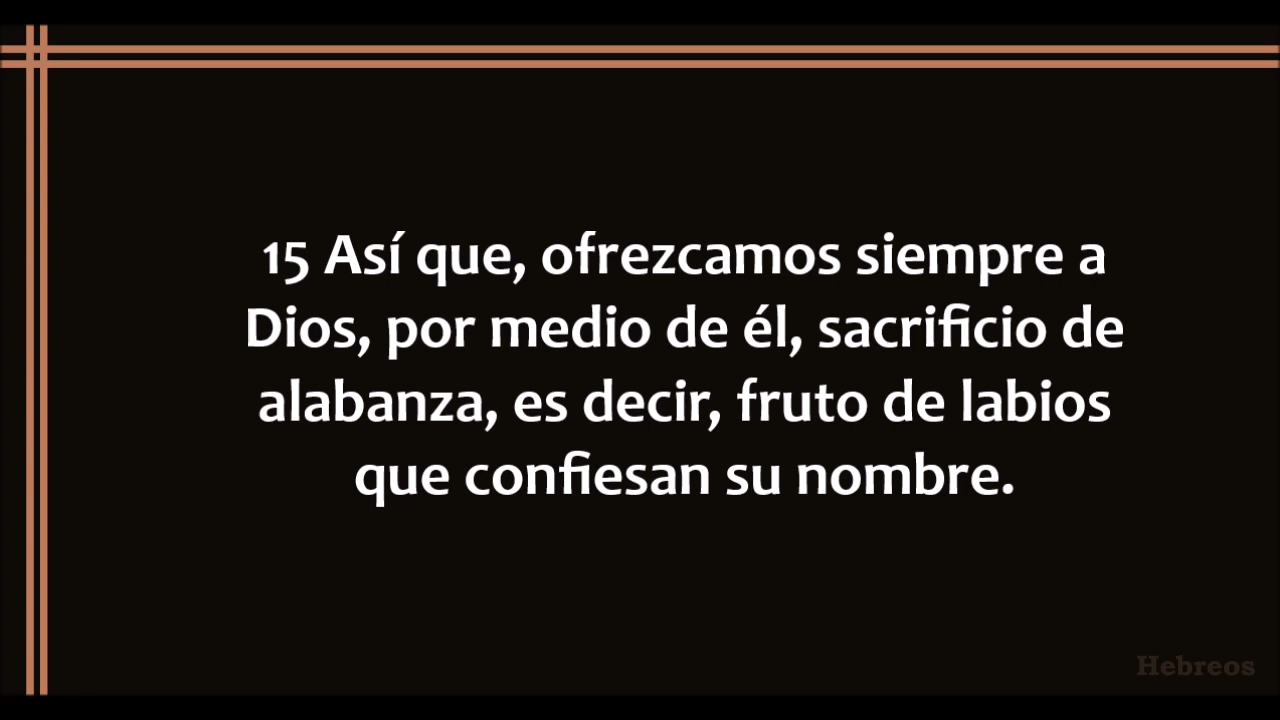 15 Así que, ofrezcamos siempre a
Dios, por medio de él, sacrificio de
alabanza, es decir, fruto de labios
que confiesan su nombre.
Hebreos